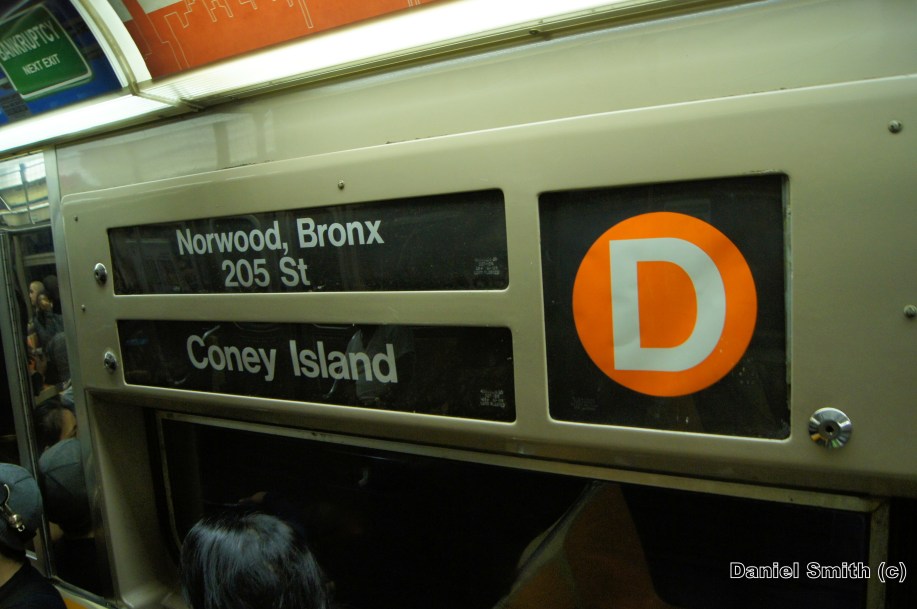 BANKRUPTCY
NEXT EXIT
Norwood, Bronx
205 St
Coney Island
D
Daniel Smith (c)